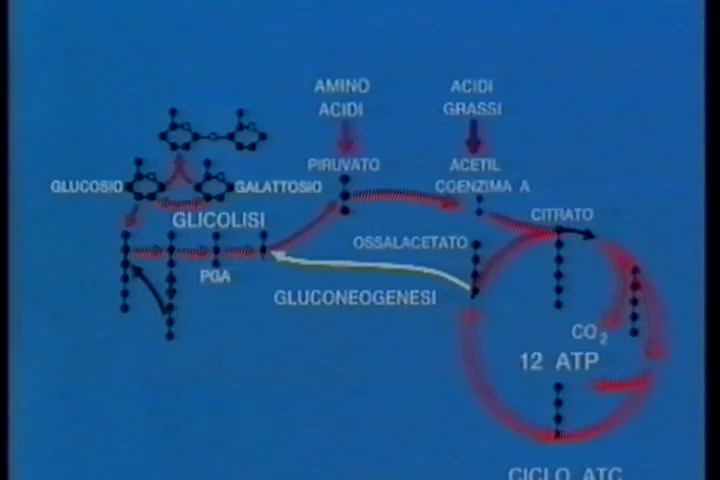 AMINO
ACIDI
ACIDI
GRASSI
PIRUVATO
ACETIL
COENZIMA A
GLUCOSIO
GALATTOSIO
GLICOLISI
CITRATO
OSSALACETATO
PGA
GLUCONEOGENESI
CO2
12 ATP
CICLO ATC